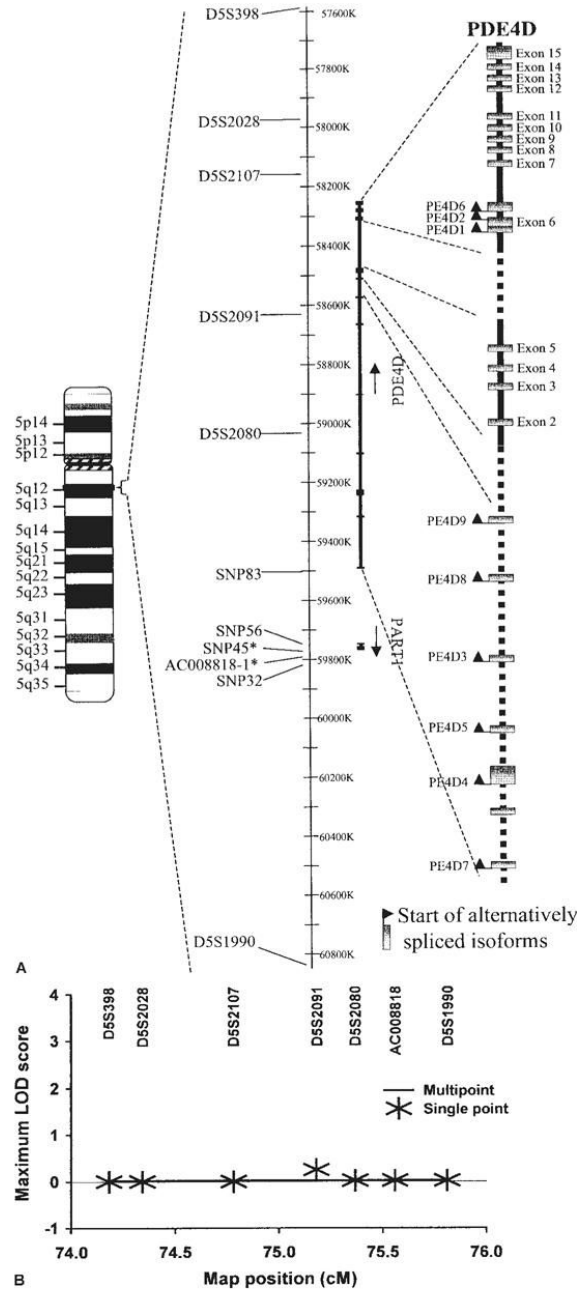 PDE4D
Exon 15
Exon 14
Exon 13
Exon 12
Exon 11
Exon 10
Exon 9
Exon 8
Exon 7
PE4D6
PE4D2
PE4D1
Exon 6
Exon 5
Exon 4
Exon 3
Exon 2
PE4D9
PE4D8
PE4D3
PE4D5
PE4D4
PE4D7
Start of alternatively
spliced isoforms
D5S398
D5S2028
D5S2107
D5S2091
D5S2080
SNP83
SNP56
SNP45*
AC008818-1*
SNP32
D5S1990
57600K
57800K
58000K
58200K
58400K
58600K
58800K
59000K
59200K
59400K
59600K
59800K
60000K
60200K
60400K
60600K
60800K
PDE4D
PART1
5p14
5p13
5p12
5q12
5q13
5q14
5q15
5q21
5q22
5q23
5q31
5q32
5q33
5q34
5q35
A
D5S398
D5S2028
D5S2107
D5S2091
D5S2080
AC008818
D5S1990
Maximum LOD score
4
3
2
1
0
-1
Multipoint
Single point
74.0
74.5
75.0
75.5
76.0
Map position (cM)
B